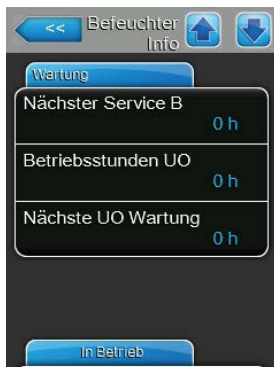 << Befeuchter
Info
Wartung
Nächster Service B
0 h
Betriebsstunden UO
0 h
Nächste UO Wartung
0 h
In Betrieb